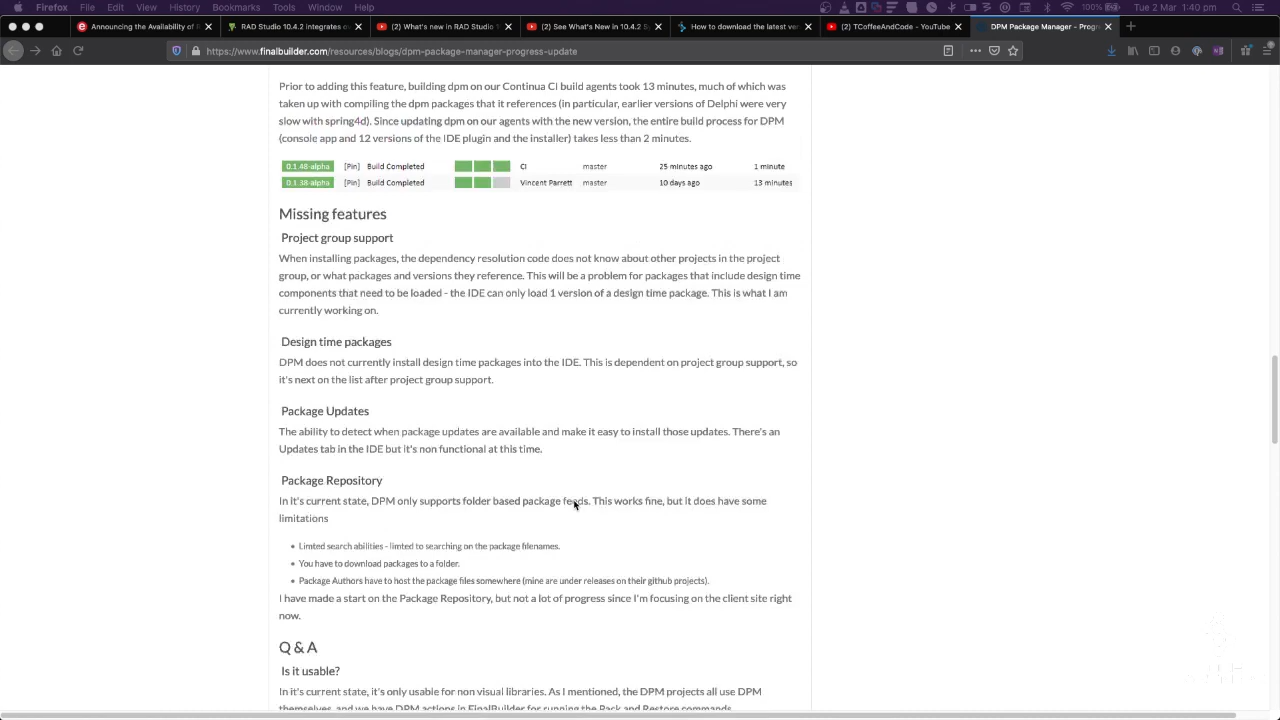 Firefox File Edit View History Bookmarks Tools Window Help 100% Tue 2 Mar 1:40 pm
Announcing the Availability of R RAD Studio 10.4.2 integrates ov (2) What's new in RAD Studio 1 (2) See What's New in 10.4.2 S How to download the latest ver (2) TCoffeeAndCode - YouTube DPM Package Manager - Progre
https://www.finalbuilder.com/resources/blogs/dpm-package-manager-progress-update
Prior to adding this feature, building dpm on our Continua CI build agents took 13 minutes, much of which was
taken up with compiling the dpm packages that it references (in particular, earlier versions of Delphi were very
slow with spring4d). Since updating dpm on our agents with the new version, the entire build process for DPM
(console app and 12 versions of the IDE plugin and the installer) takes less than 2 minutes.
0.1.48-alpha [Pin] Build Completed CI master 25 minutes ago 1 minute
0.1.38-alpha [Pin] Build Completed Vincent Parrett master 10 days ago 13 minutes
Missing features
Project group support
When installing packages, the dependency resolution code does not know about other projects in the project
group, or what packages and versions they reference. This will be a problem for packages that include design time
components that need to be loaded - the IDE can only load 1 version of a design time package. This is what I am
currently working on.
Design time packages
DPM does not currently install design time packages into the IDE. This is dependent on project group support, so
it's next on the list after project group support.
Package Updates
The ability to detect when package updates are available and make it easy to install those updates. There's an
Updates tab in the IDE but it's non functional at this time.
Package Repository
In it's current state, DPM only supports folder based package feeds. This works fine, but it does have some
limitations
• Limted search abilities - limted to searching on the package filenames.
• You have to download packages to a folder.
• Package Authors have to host the package files somewhere (mine are under releases on their github projects).
I have made a start on the Package Repository, but not a lot of progress since I'm focusing on the client site right
now.
Q & A
Is it usable?
In it's current state, it's only usable for non visual libraries. As I mentioned, the DPM projects all use DPM
themselves, and we have DPM actions in FinalBuilder for running the Pack and Restore commands.